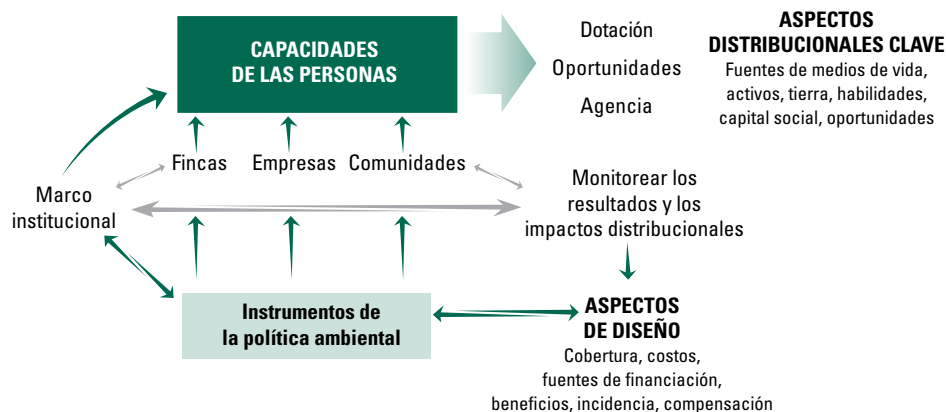 CAPACIDADES
DE LAS PERSONAS
Dotación
Oportunidades
Agencia
ASPECTOS
DISTRIBUCIONALES CLAVE
Fuentes de medios de vida,
activos, tierra, habilidades,
capital social, oportunidades
Fincas
Empresas
Comunidades
Marco
institucional
Monitorear los
resultados y los
impactos distribucionales
Instrumentos de
la política ambiental
ASPECTOS
DE DISEÑO
Cobertura, costos,
fuentes de financiación,
beneficios, incidencia, compensación